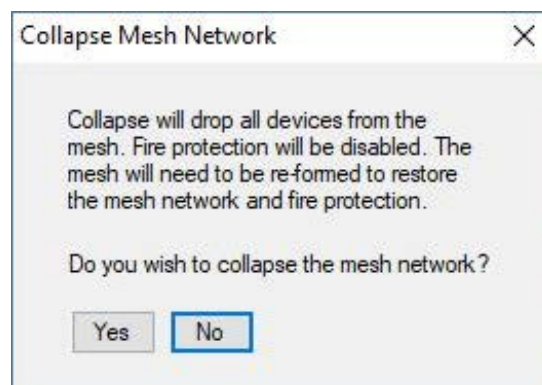 Collapse Mesh Network
Collapse will drop all devices from the
mesh. Fire protection will be disabled. The
mesh will need to be re-formed to restore
the mesh network and fire protection.
Do you wish to collapse the mesh network?
Yes No